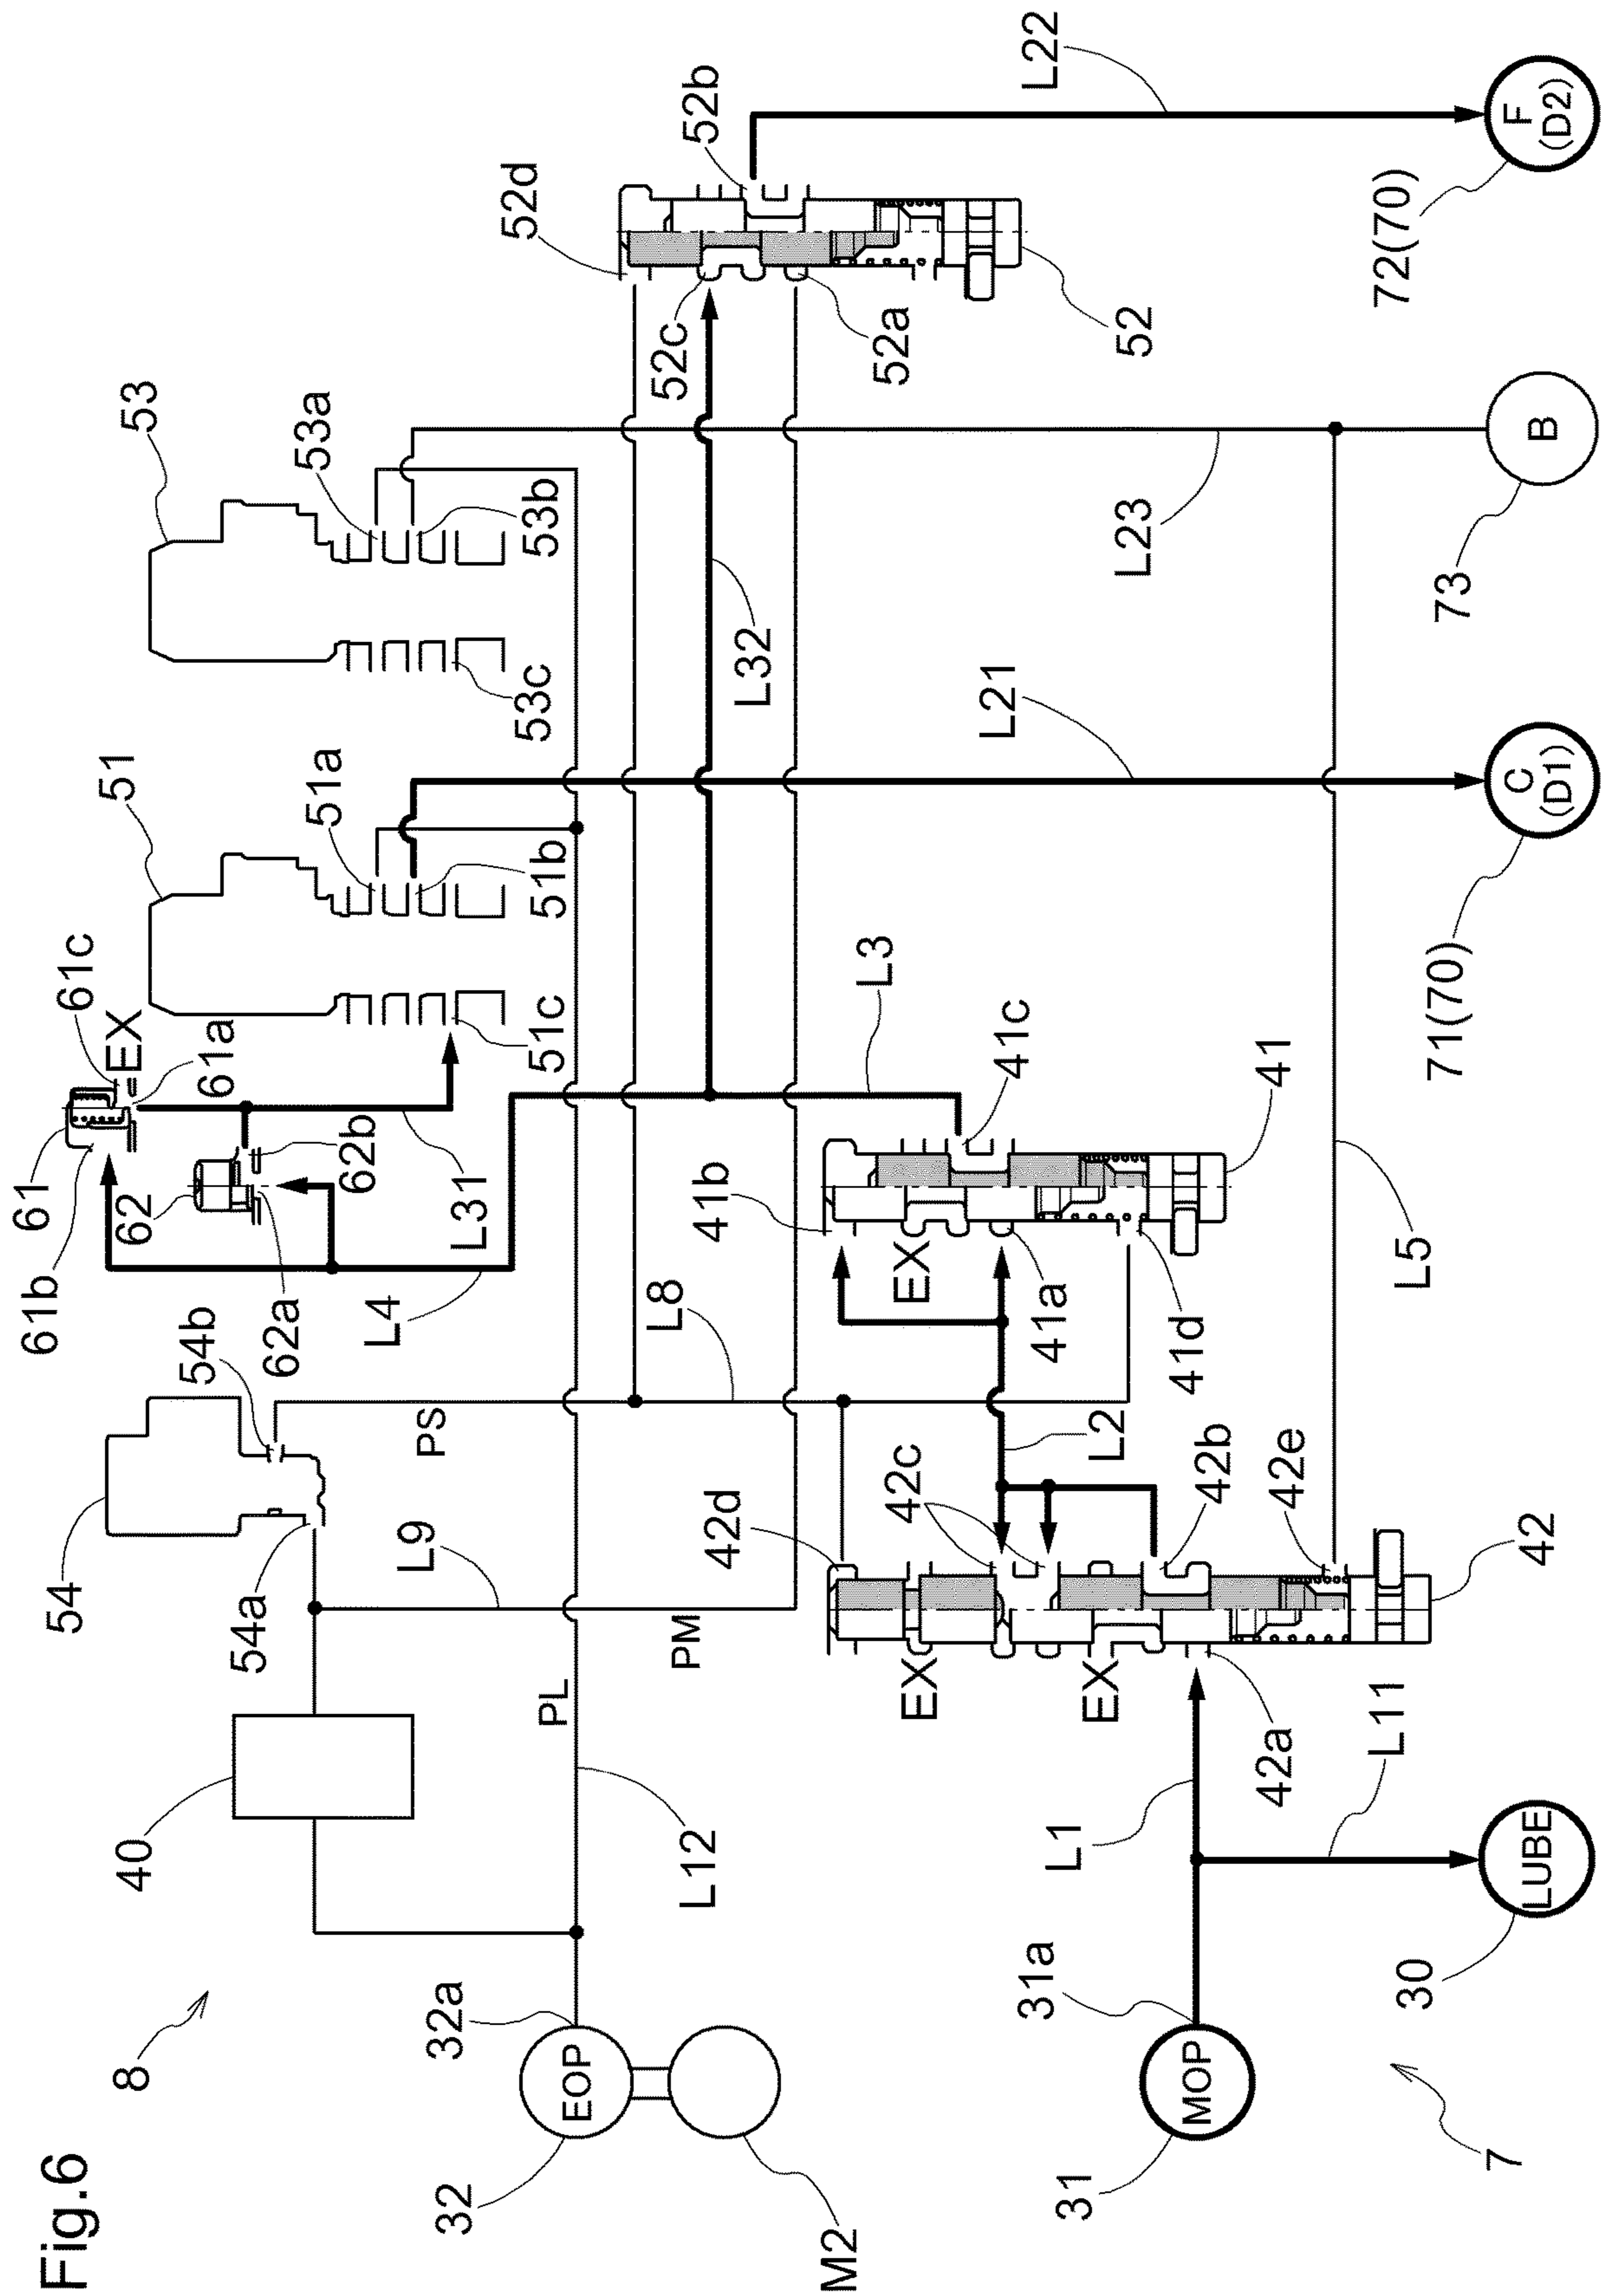 Fig.6
8
40
54
54a
54b
61b
61
62
62a
62b
61a
61c
EX
51
51a
51b
51c
53
53a
53b
53c
L4
L31
L9
PS
PM
PL
L12
L8
L3
L32
L21
L23
L22
L5
L2
L1
L11
32
32a
EOP
M2
31
31a
MOP
7
30
LUBE
42
42a
42b
42c
42d
42e
EX
EX
41
41a
41b
41c
41d
EX
52
52a
52b
52c
52d
71(70)
C
(D1)
73
B
72(70)
F
(D2)